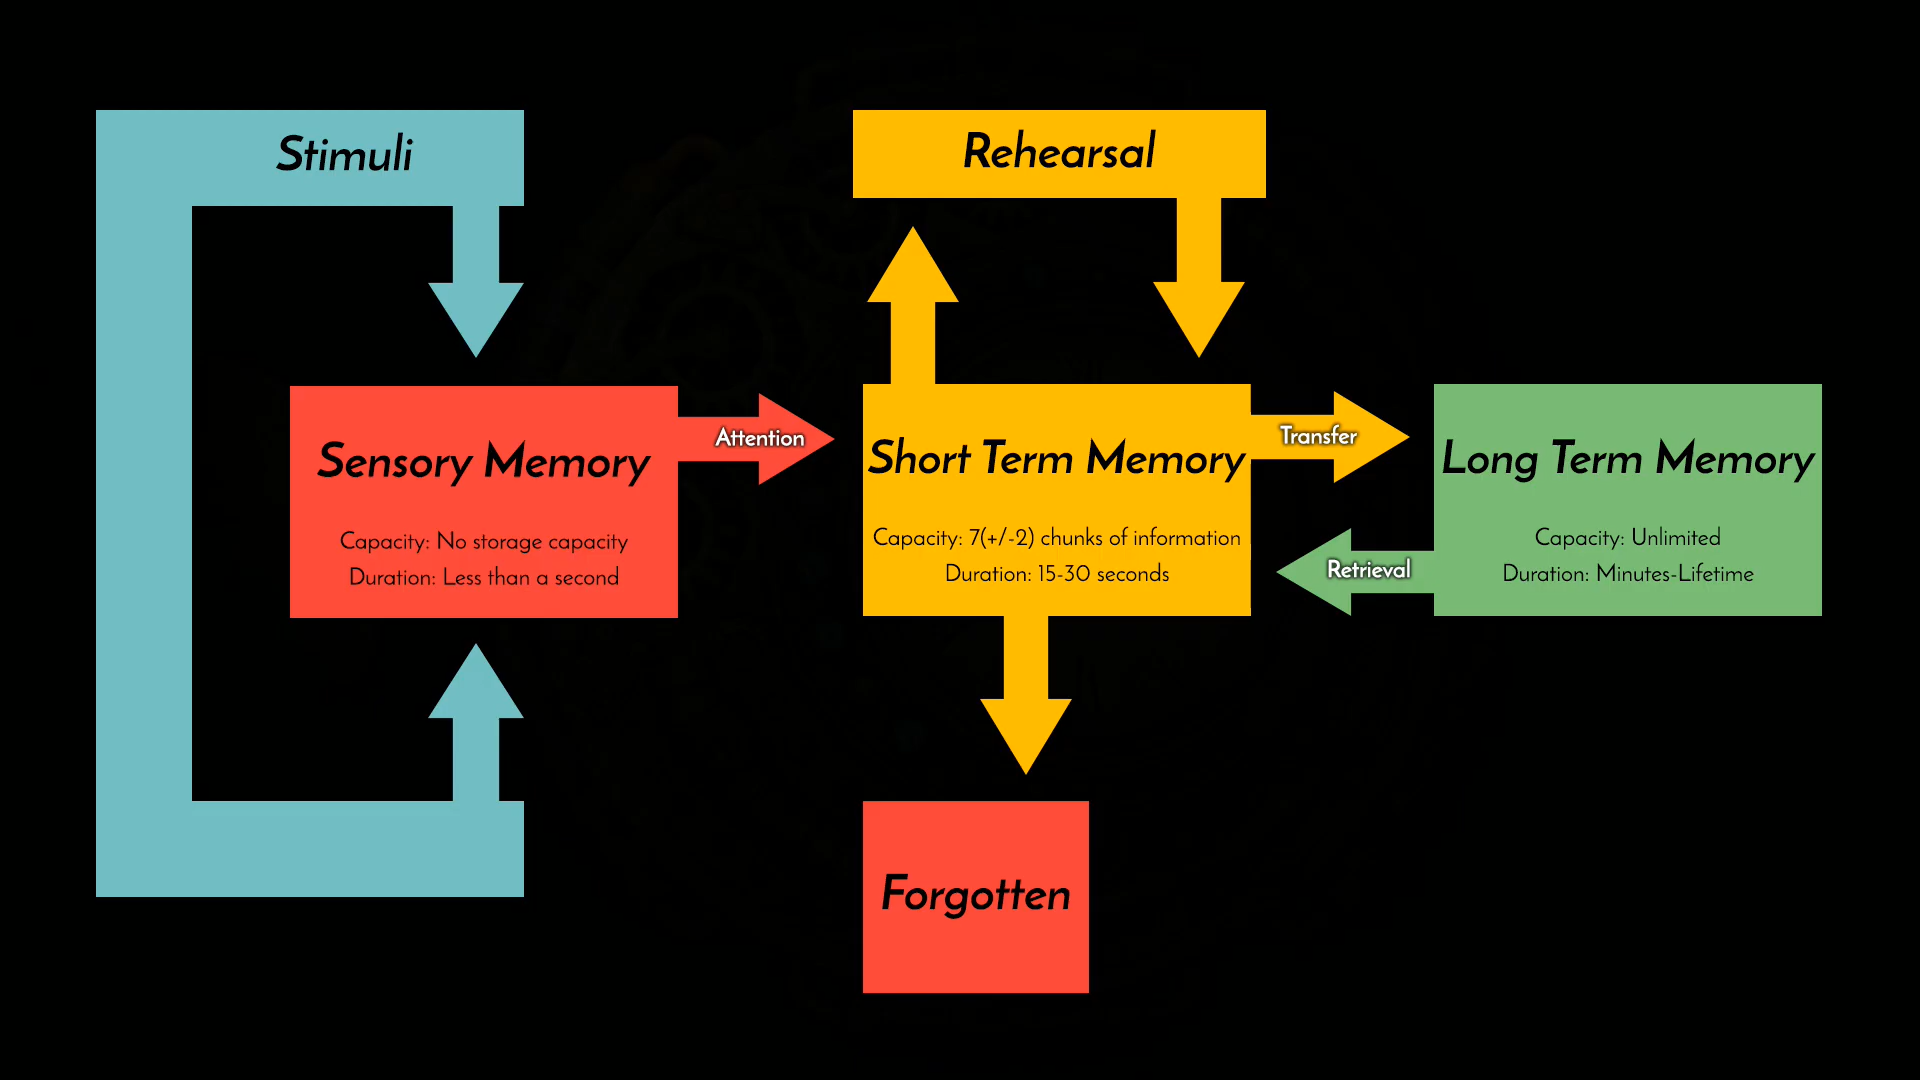 Stimuli
Rehearsal
Sensory Memory
Capacity: No storage capacity
Duration: Less than a second
Attention
Short Term Memory
Capacity: 7(+/-2) chunks of information
Duration: 15-30 seconds
Transfer
Retrieval
Long Term Memory
Capacity: Unlimited
Duration: Minutes-Lifetime
Forgotten